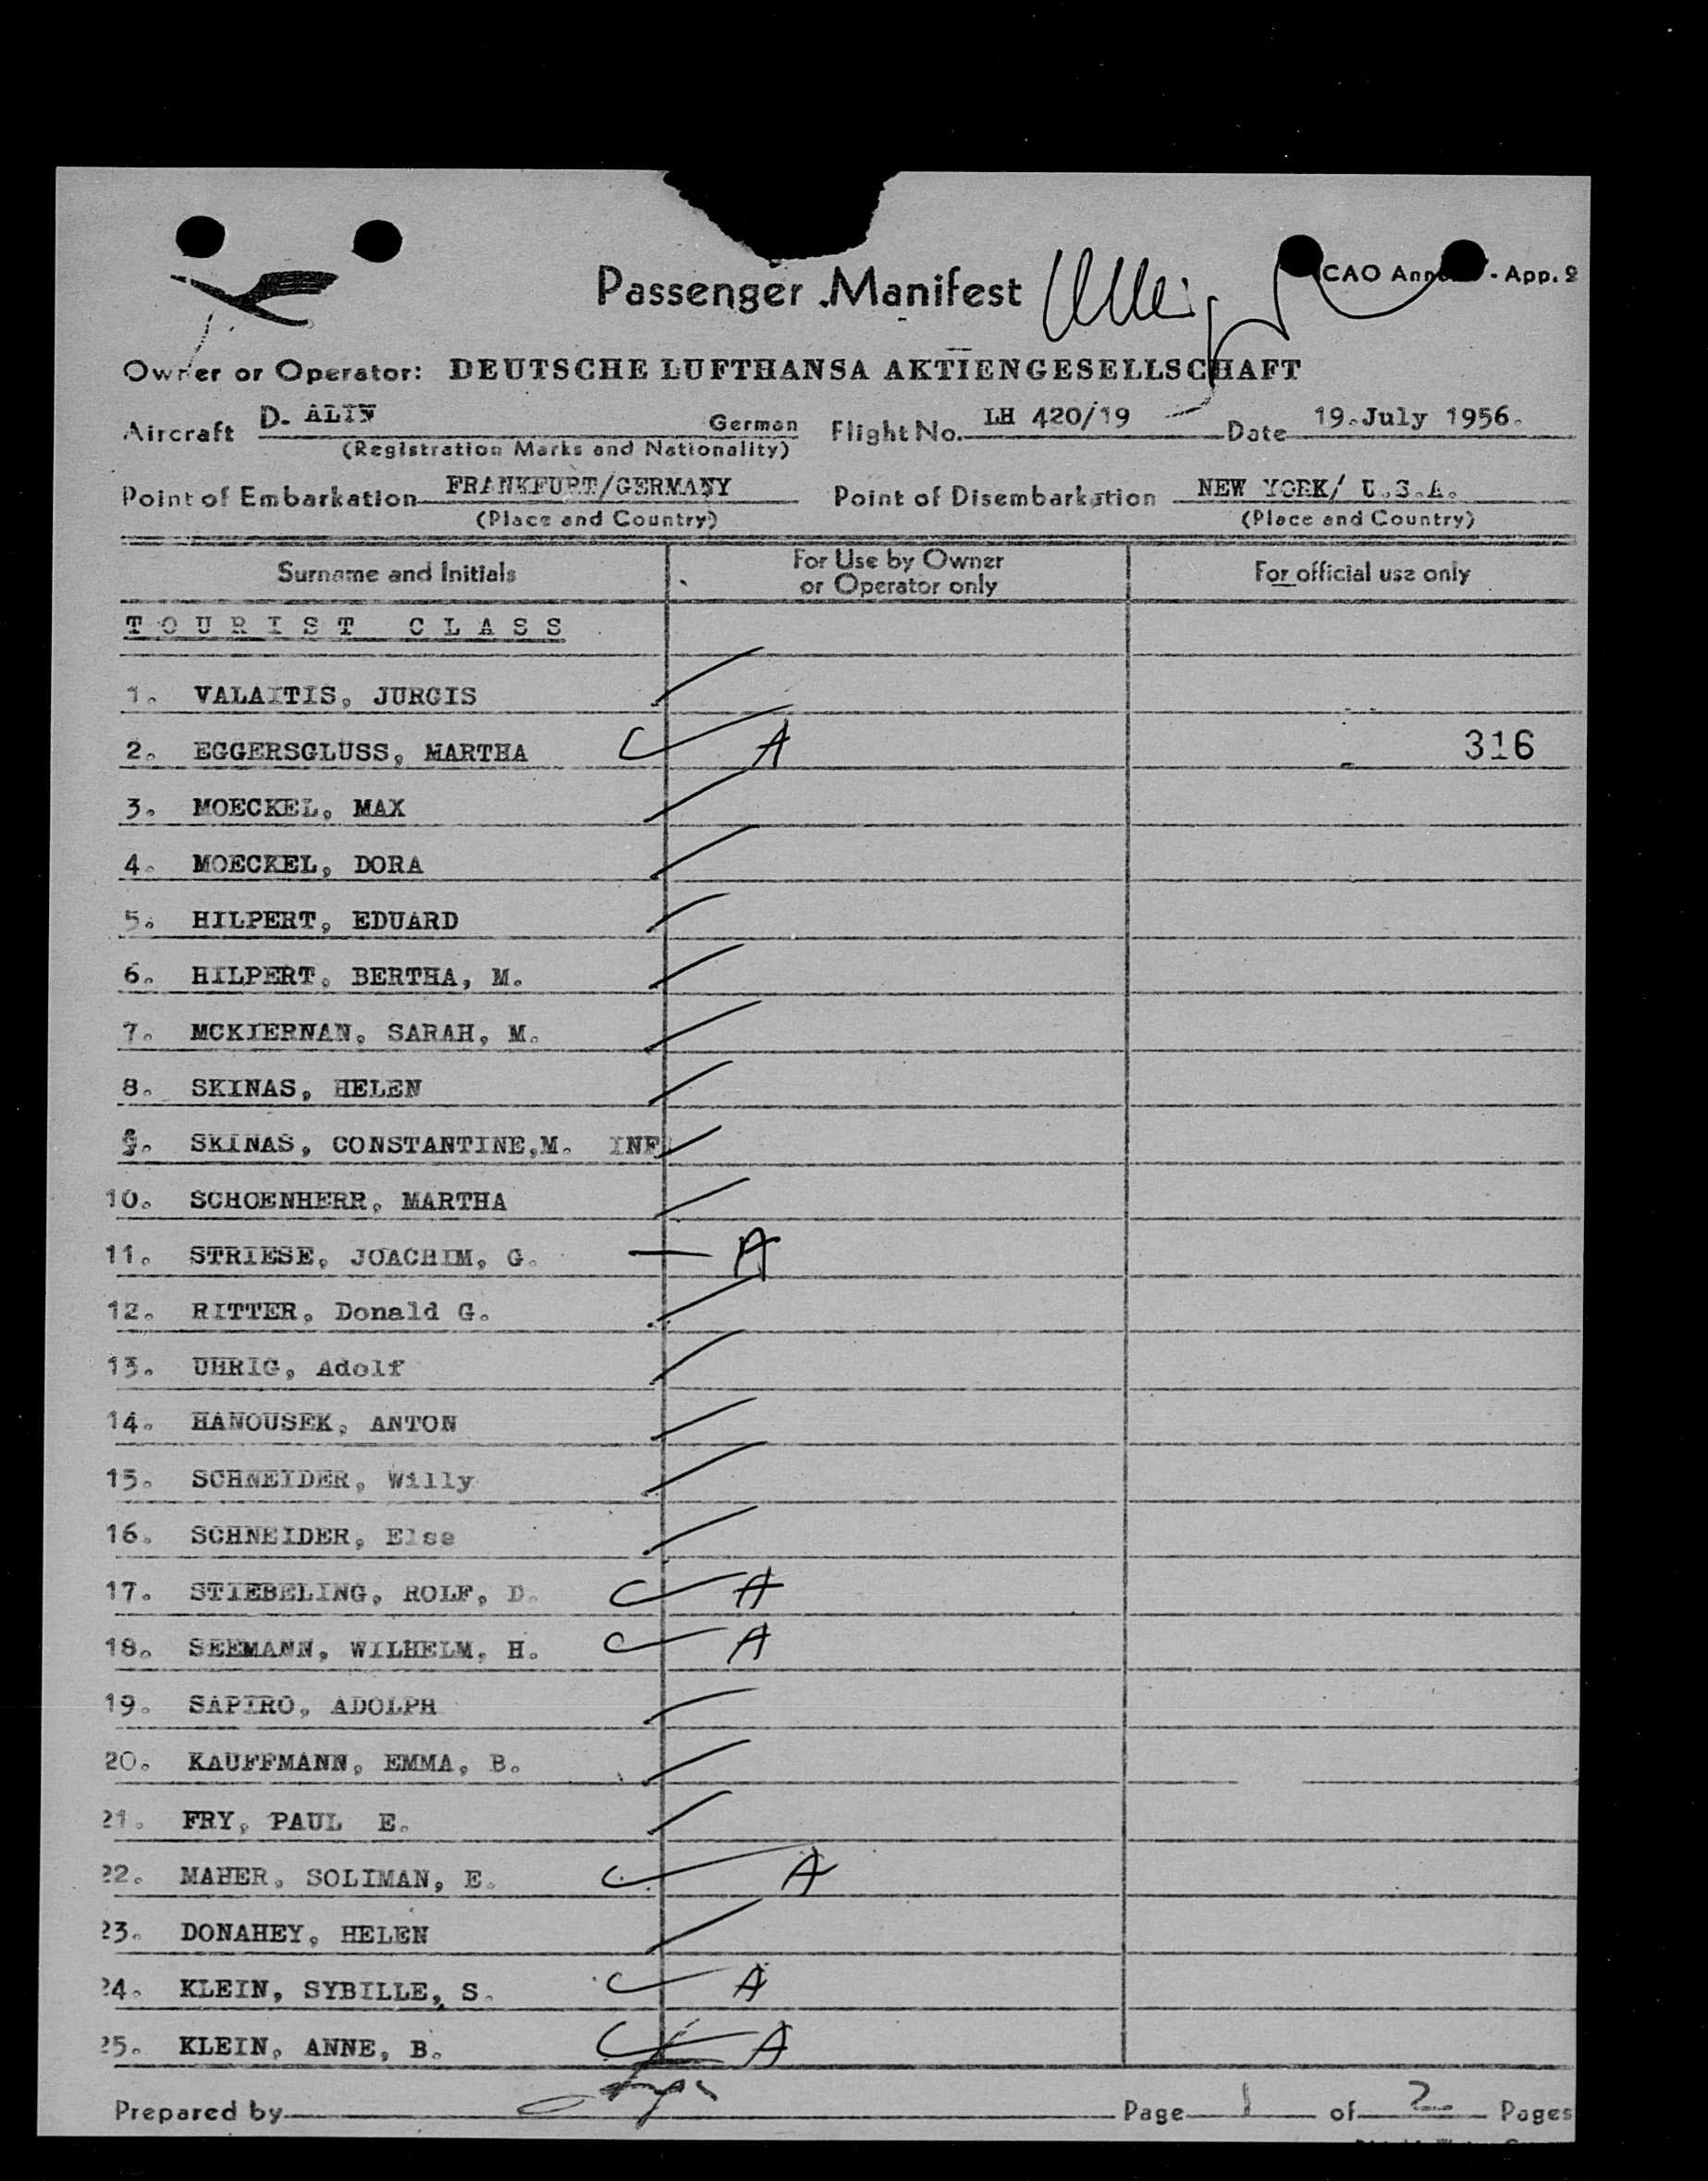 Passenger Manifest
CAO Ann - App. 2
Owner or Operator: DEUTSCHE LUFTHANSA AKTIENGESELLSCHAFT
Aircraft D- ALIN German Flight No. LH 420/19 Date 19.July 1956.
(Registration Marks and Nationality)
Point of Embarkation FRANKFURT/GERMANY Point of Disembarkation NEW YORK/ U.S.A.
(Place and Country) (Place and Country)
Surname and Initials For Use by Owner or Operator only For official use only
TOURIST CLASS
1. VALAITIS, JURGIS
2. EGGERSGLUSS, MARTHA A 316
3. MOECKEL, MAX
4. MOECKEL, DORA
5. HILPERT, EDUARD
6. HILPERT, BERTHA, M.
7. MCKIERNAN, SARAH, M.
8. SKINAS, HELEN
9. SKINAS, CONSTANTINE,M. INF
10. SCHOENHERR, MARTHA
11. STRIESE, JOACHIM, G. A
12. RITTER, Donald G.
13. UHRIG, Adolf
14. HANOUSEK, ANTON
15. SCHNEIDER, Willy
16. SCHNEIDER, Else
17. STIEBELING, ROLF, D. A
18. SEEMANN, WILHELM, H. A
19. SAPIRO, ADOLPH
20. KAUFFMANN, EMMA, B.
21. FRY, PAUL E.
22. MAHER, SOLIMAN, E. A
23. DONAHEY, HELEN
24. KLEIN, SYBILLE, S. A
25. KLEIN, ANNE, B. A
Prepared by Page 1 of 2 Pages